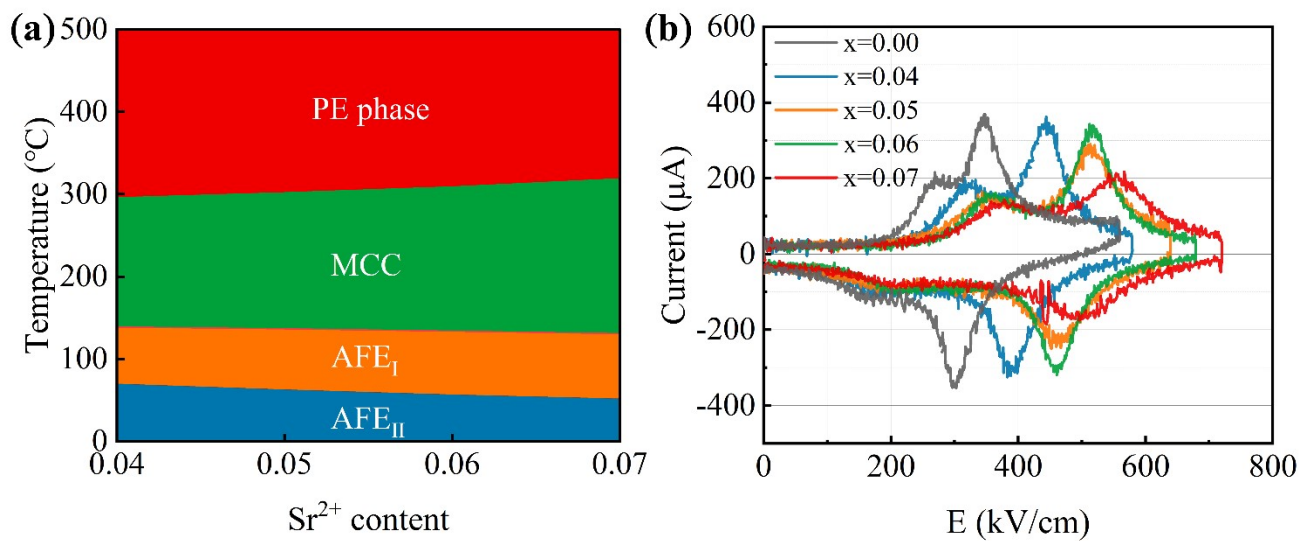 (a)
500
400
300
200
100
0
Temperature (°C)
PE phase
MCC
AFE_I
AFE_II
0.04 0.05 0.06 0.07
Sr²⁺ content
(b)
600
400
200
0
-200
-400
Current (μA)
x=0.00
x=0.04
x=0.05
x=0.06
x=0.07
0 200 400 600 800
E (kV/cm)